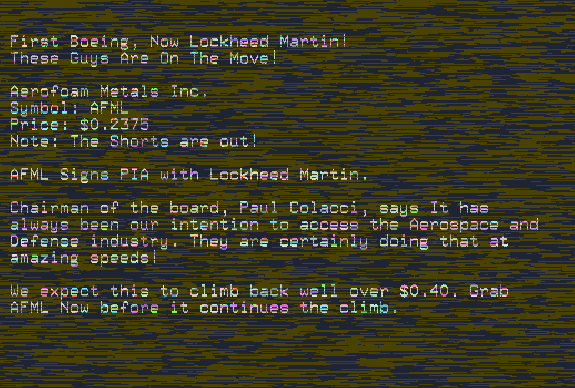 First Boeing, Now Lockheed Martin!
These Guys Are On The Move!
Aerofoam Metals Inc.
Symbol: AFML
Price: $0.2375
Note: The Shorts are out!
AFML Signs PIA with Lockheed Martin.
Chairman of the board, Paul Colacci, says It has
always been our intention to access the Aerospace and
Defense industry. They are certainly doing that at
amazing speeds!
We expect this to climb back well over $0.40. Grab
AFML Now before it continues the climb.